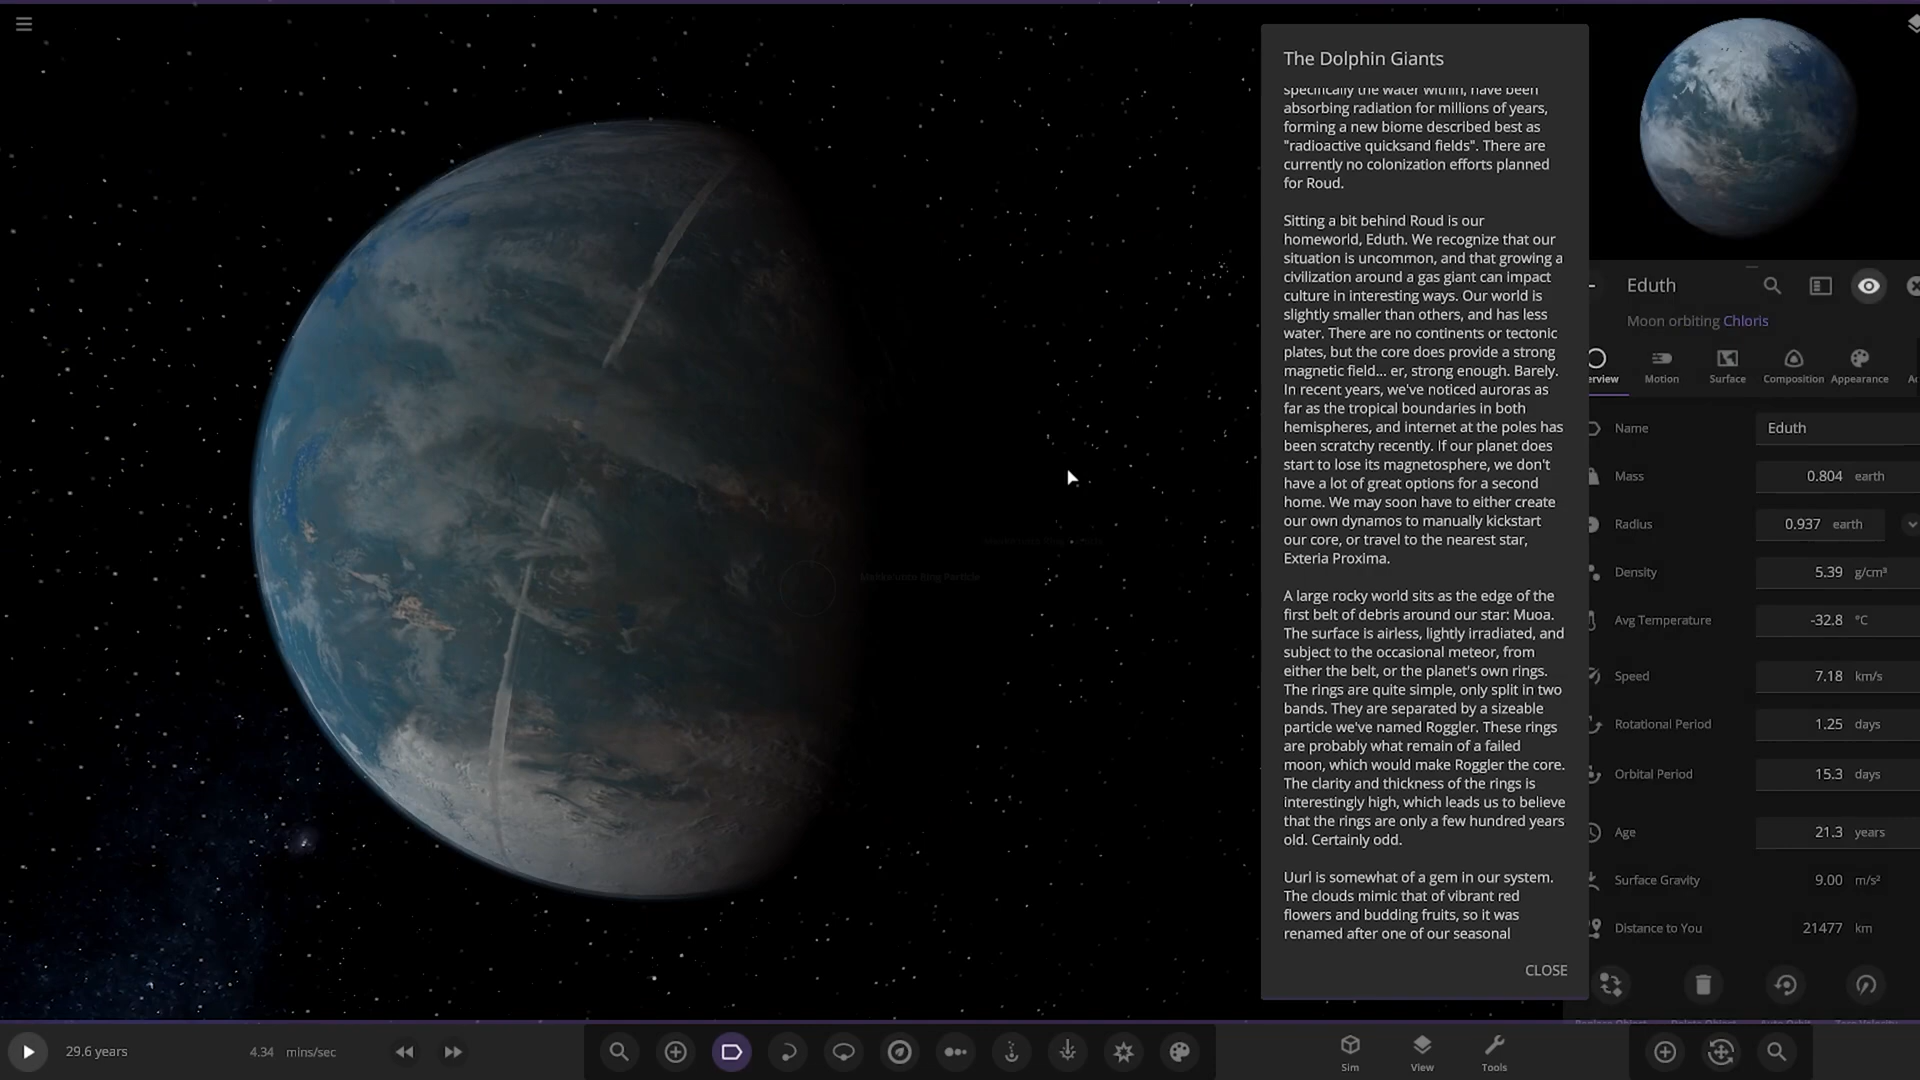 The Dolphin Giants
specifically the water within, have been
absorbing radiation for millions of years,
forming a new biome described best as
"radioactive quicksand fields". There are
currently no colonization efforts planned
for Roud.
Sitting a bit behind Roud is our
homeworld, Eduth. We recognize that our
situation is uncommon, and that growing a
civilization around a gas giant can impact
culture in interesting ways. Our world is
slightly smaller than others, and has less
water. There are no continents or tectonic
plates, but the core does provide a strong
magnetic field... er, strong enough. Barely.
In recent years, we've noticed auroras as
far as the tropical boundaries in both
hemispheres, and internet at the poles has
been scratchy recently. If our planet does
start to lose its magnetosphere, we don't
have a lot of great options for a second
home. We may soon have to either create
our own dynamos to manually kickstart
our core, or travel to the nearest star,
Exteria Proxima.
A large rocky world sits as the edge of the
first belt of debris around our star: Muoa.
The surface is airless, lightly irradiated, and
subject to the occasional meteor, from
either the belt, or the planet's own rings.
The rings are quite simple, only split in two
bands. They are separated by a sizeable
particle we've named Roggler. These rings
are probably what remain of a failed
moon, which would make Roggler the core.
The clarity and thickness of the rings is
interestingly high, which leads us to believe
that the rings are only a few hundred years
old. Certainly odd.
Uurl is somewhat of a gem in our system.
The clouds mimic that of vibrant red
flowers and budding fruits, so it was
renamed after one of our seasonal
CLOSE
Eduth
Moon orbiting Chloris
erview Motion Surface Composition Appearance
Name Eduth
Mass 0.804 earth
Radius 0.937 earth
Density 5.39 g/cm³
Avg Temperature -32.8 °C
Speed 7.18 km/s
Rotational Period 1.25 days
Orbital Period 15.3 days
Age 21.3 years
Surface Gravity 9.00 m/s²
Distance to You 21477 km
29.6 years 4.34 mins/sec
Sim View Tools